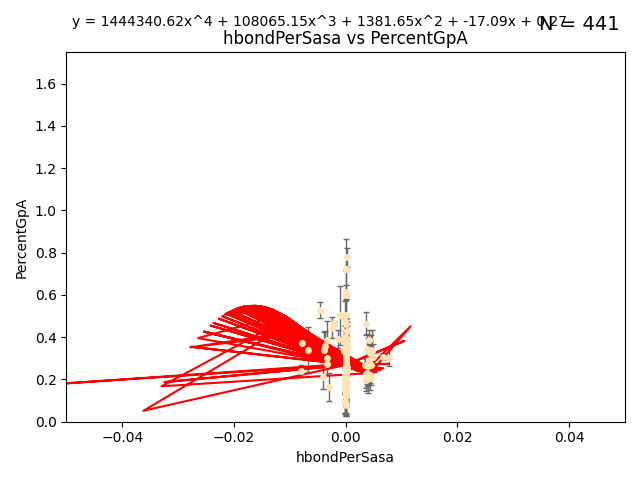 y = 1444340.62x^4 + 108065.15x^3 + 1381.65x^2 + -17.09x + 0.27
N = 441
hbondPerSasa vs PercentGpA
PercentGpA
1.6
1.4
1.2
1.0
0.8
0.6
0.4
0.2
0.0
−0.04
−0.02
0.00
0.02
0.04
hbondPerSasa